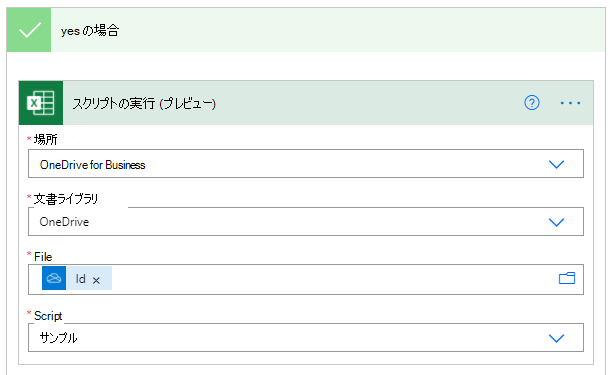 yes の場合
スクリプトの実行 (プレビュー)
* 場所
OneDrive for Business
* 文書ライブラリ
OneDrive
* File
Id ×
* Script
サンプル